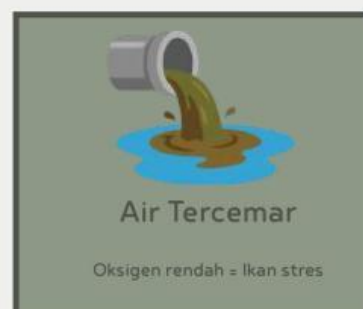 Air Tercemar
Oksigen rendah = Ikan stres